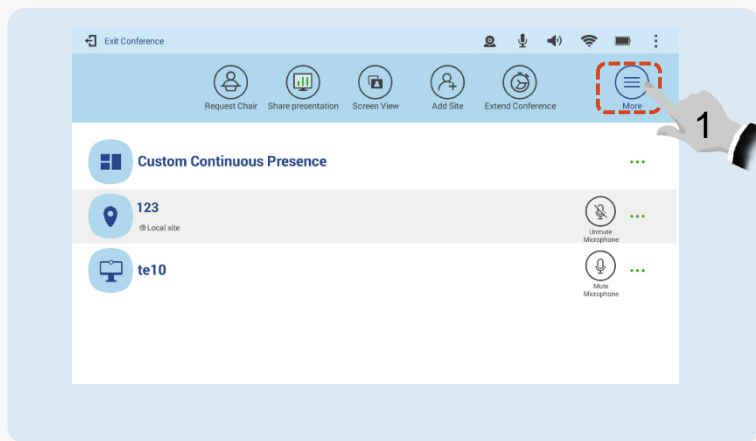 Exit Conference
Request Chair
Share presentation
Screen View
Add Site
Extend Conference
More
1
Custom Continuous Presence
123
Local site
Unmute
Microphone
te10
Mute
Microphone